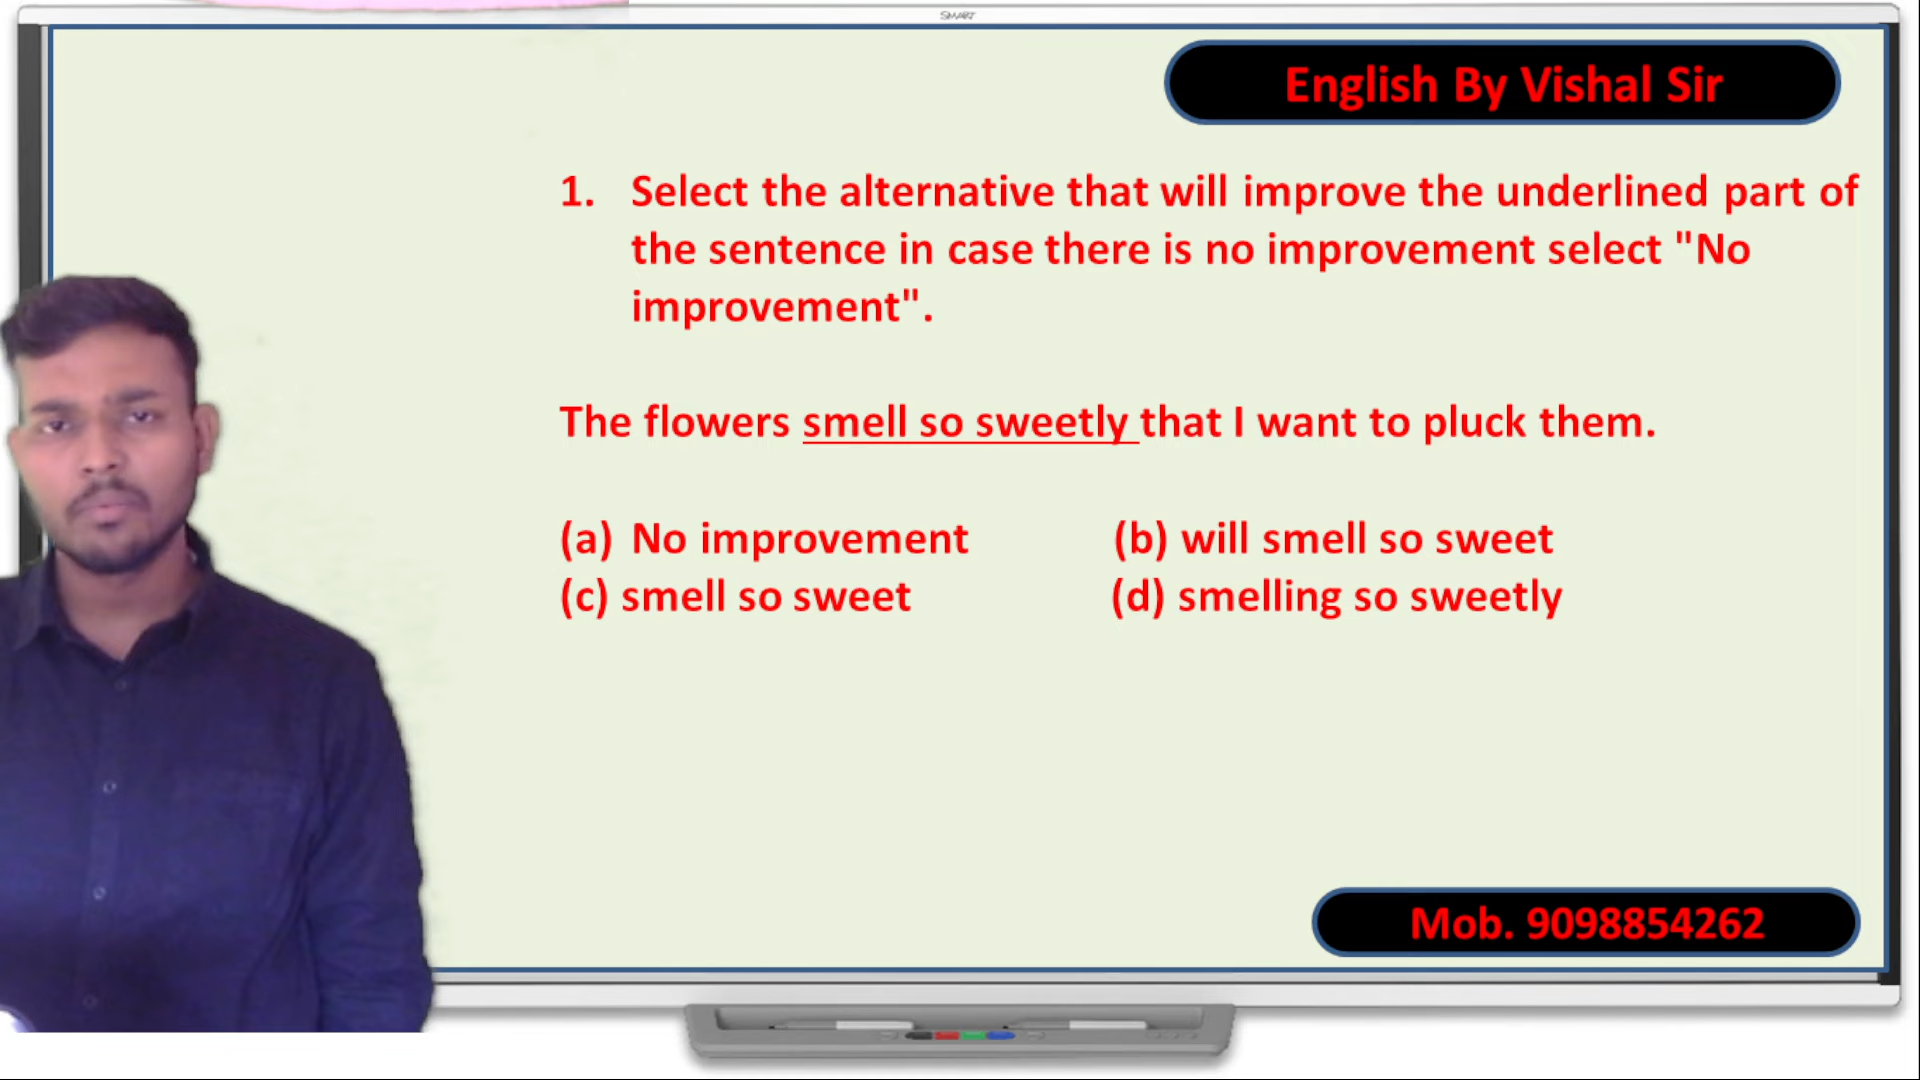 SMART
English By Vishal Sir
1. Select the alternative that will improve the underlined part of
the sentence in case there is no improvement select "No
improvement".
The flowers smell so sweetly that I want to pluck them.
(a) No improvement (b) will smell so sweet
(c) smell so sweet (d) smelling so sweetly
Mob. 9098854262